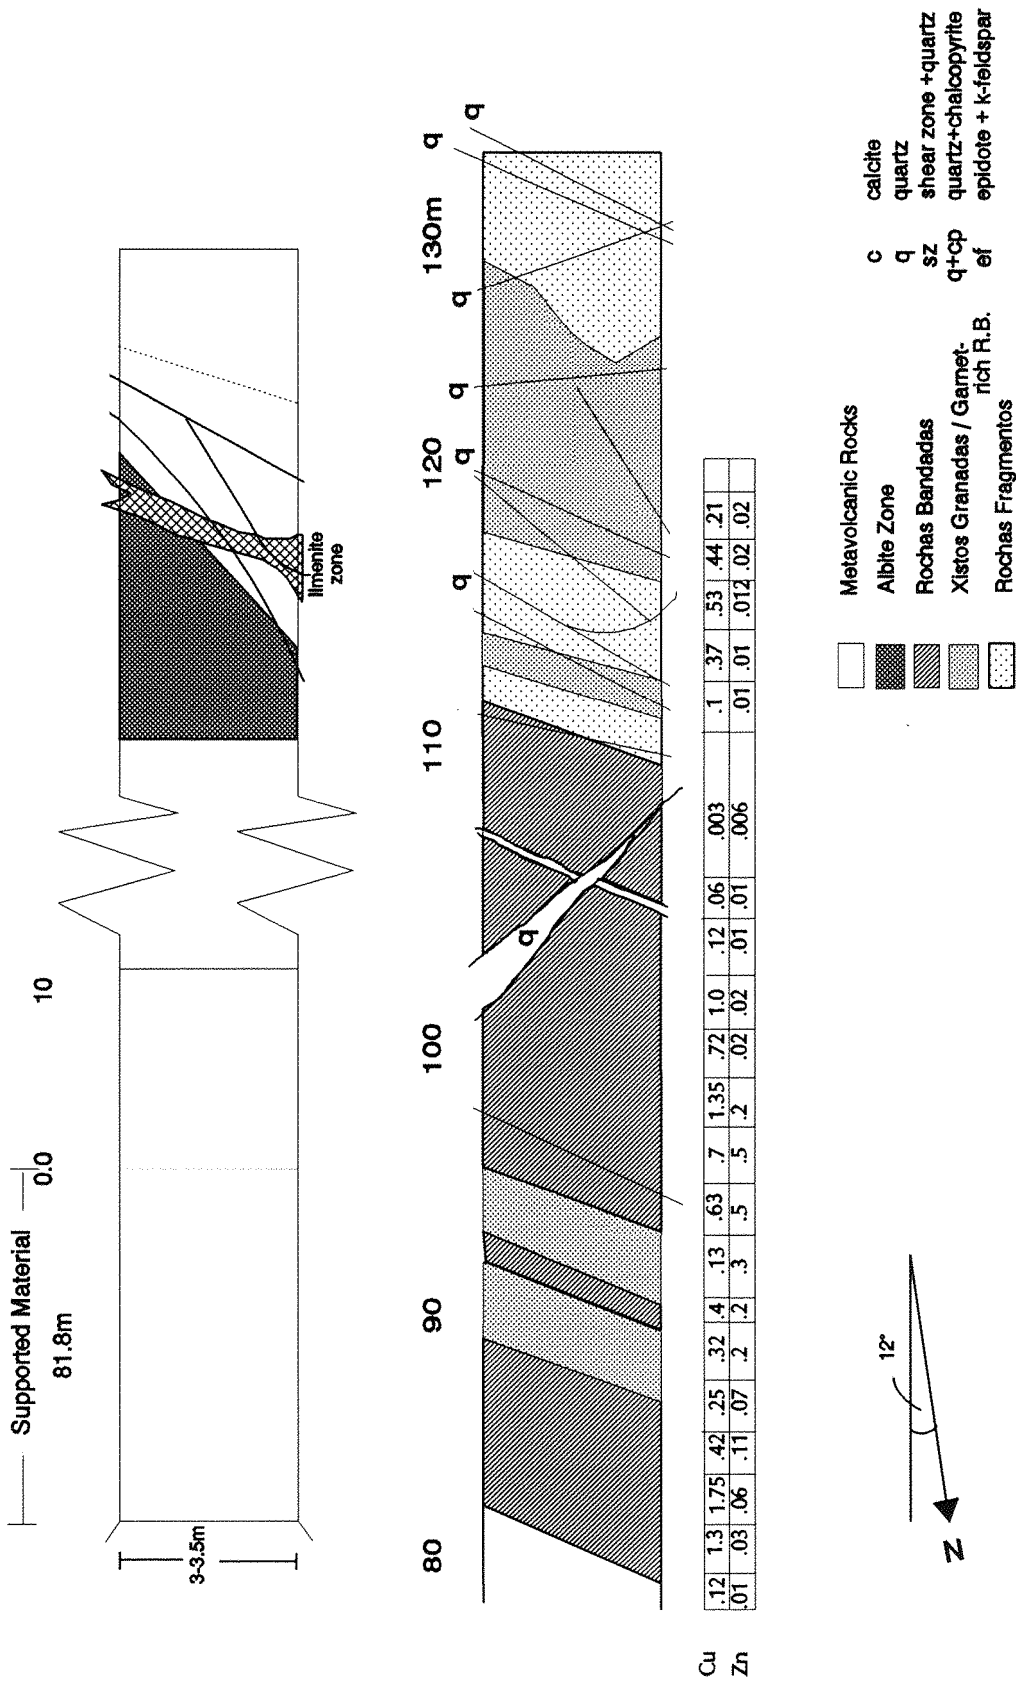 Supported Material
81.8m
0.0 10
3-3.5m
limenite
zone
80 90 100 110 120 130m
q q q q q q q
Cu .12 1.3 1.75 .42 .25 .32 .4 .13 .63 .7 1.35 .72 1.0 .12 .06 .003 .1 .37 .53 .44 .21
Zn .01 .03 .06 .11 .07 .2 .2 .3 .5 .5 .2 .02 .02 .01 .01 .006 .01 .01 .012 .02 .02
N
12°
Metavolcanic Rocks
Albite Zone
Rochas Bandadas
Xistos Granadas / Garnet-
rich R.B.
Rochas Fragmentos
c calcite
q quartz
sz shear zone +quartz
q+cp quartz+chalcopyrite
ef epidote + k-feldspar